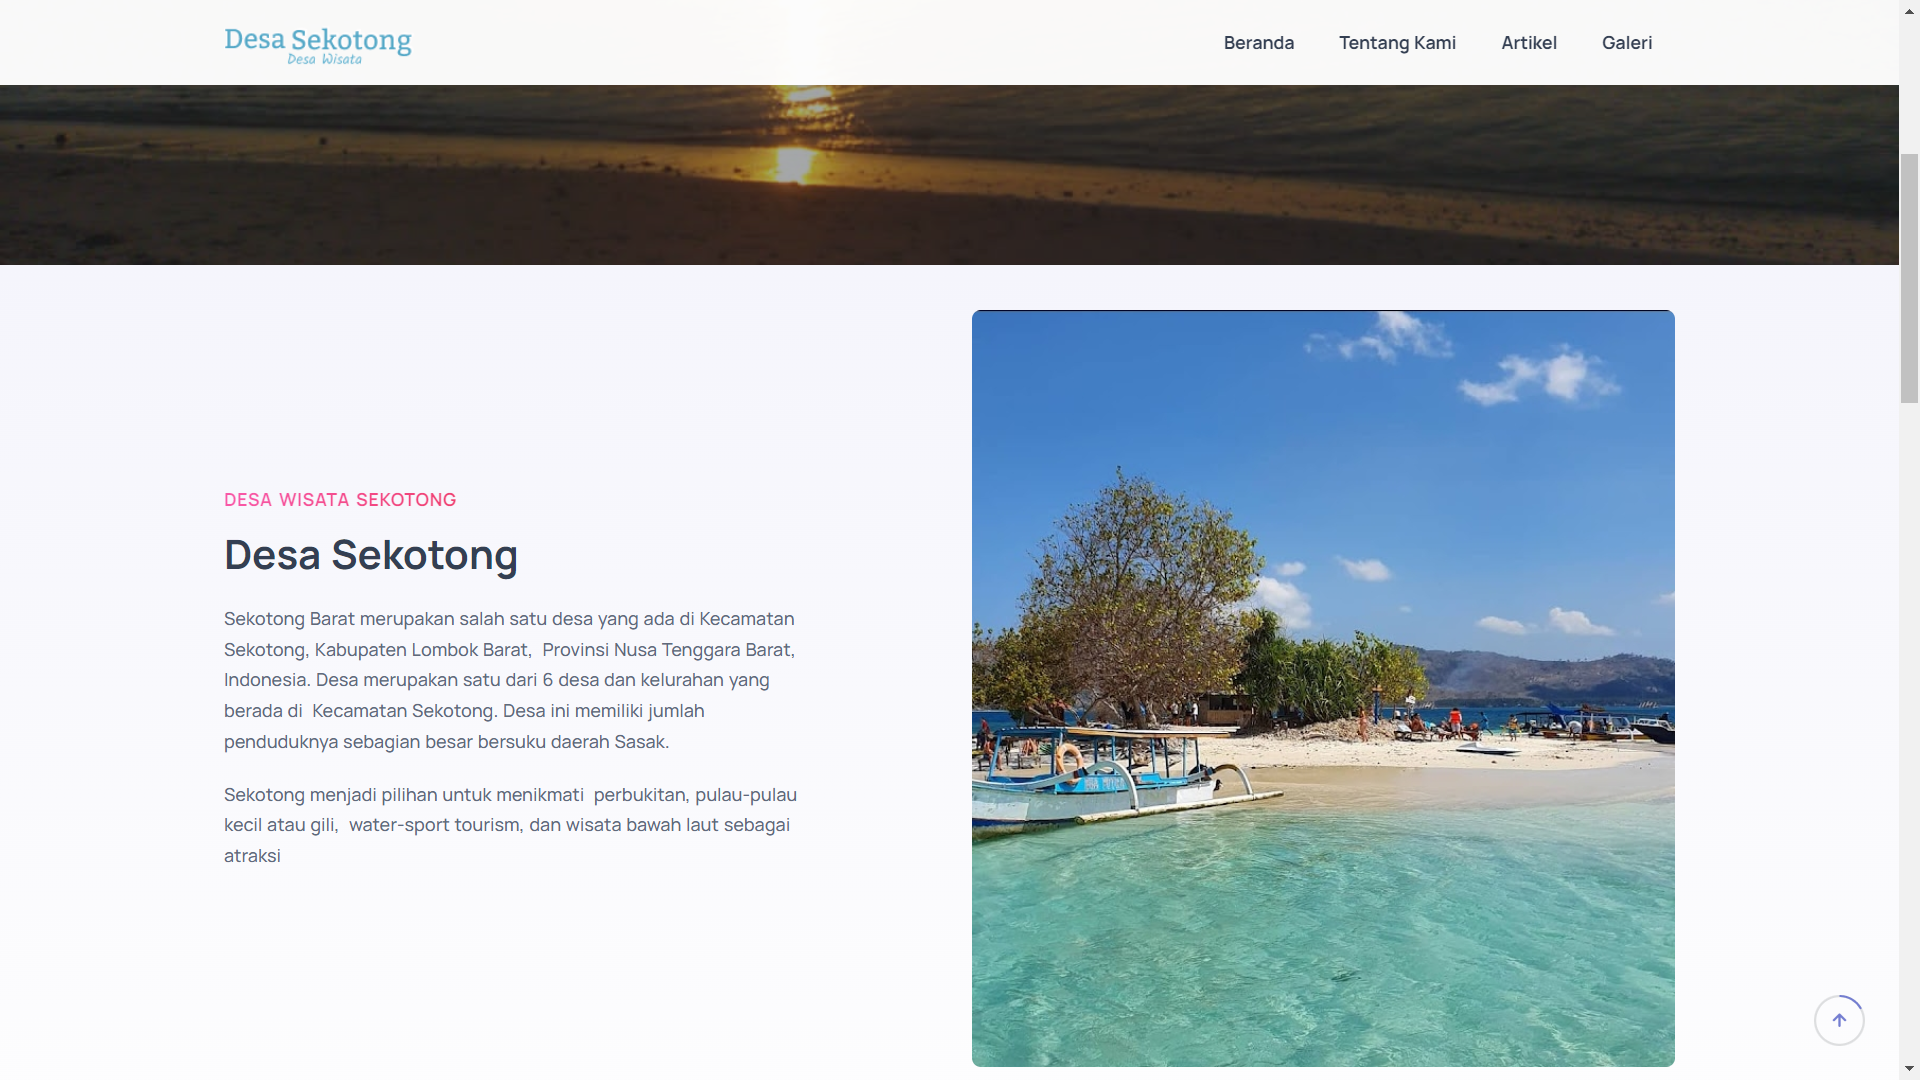 Desa Sekotong
Desa Wisata
Beranda
Tentang Kami
Artikel
Galeri
DESA WISATA SEKOTONG
Desa Sekotong
Sekotong Barat merupakan salah satu desa yang ada di Kecamatan
Sekotong, Kabupaten Lombok Barat,  Provinsi Nusa Tenggara Barat,
Indonesia. Desa merupakan satu dari 6 desa dan kelurahan yang
berada di  Kecamatan Sekotong. Desa ini memiliki jumlah
penduduknya sebagian besar bersuku daerah Sasak.
Sekotong menjadi pilihan untuk menikmati  perbukitan, pulau-pulau
kecil atau gili,  water-sport tourism, dan wisata bawah laut sebagai
atraksi